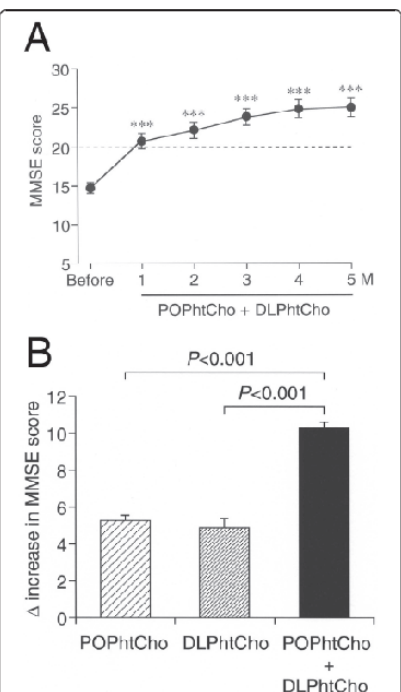 A
30
25
20
15
10
5
MMSE score
***
***
***
***
***
Before 1 2 3 4 5 M
POPhtCho + DLPhtCho
B
P<0.001
P<0.001
12
10
8
6
4
2
0
Δ increase in MMSE score
POPhtCho DLPhtCho POPhtCho
+
DLPhtCho